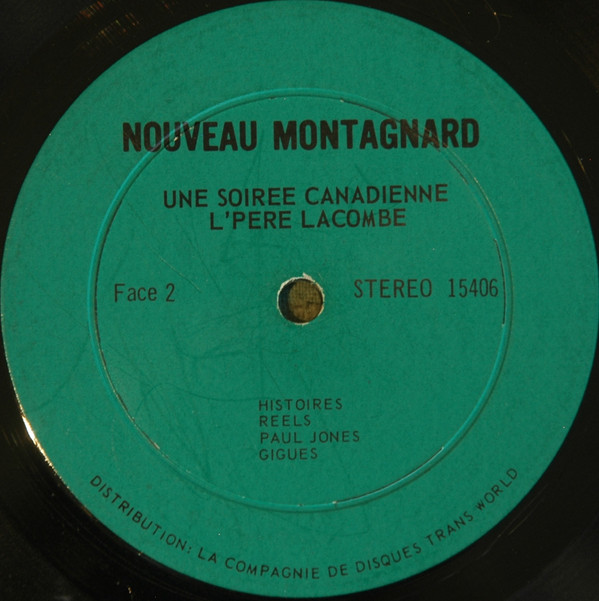 NOUVEAU MONTAGNARD
UNE SOIREE CANADIENNE
L'PERE LACOMBE
Face 2
STEREO 15406
HISTOIRES
REELS
PAUL JONES
GIGUES
DISTRIBUTION: LA COMPAGNIE DE DISQUES TRANS WORLD